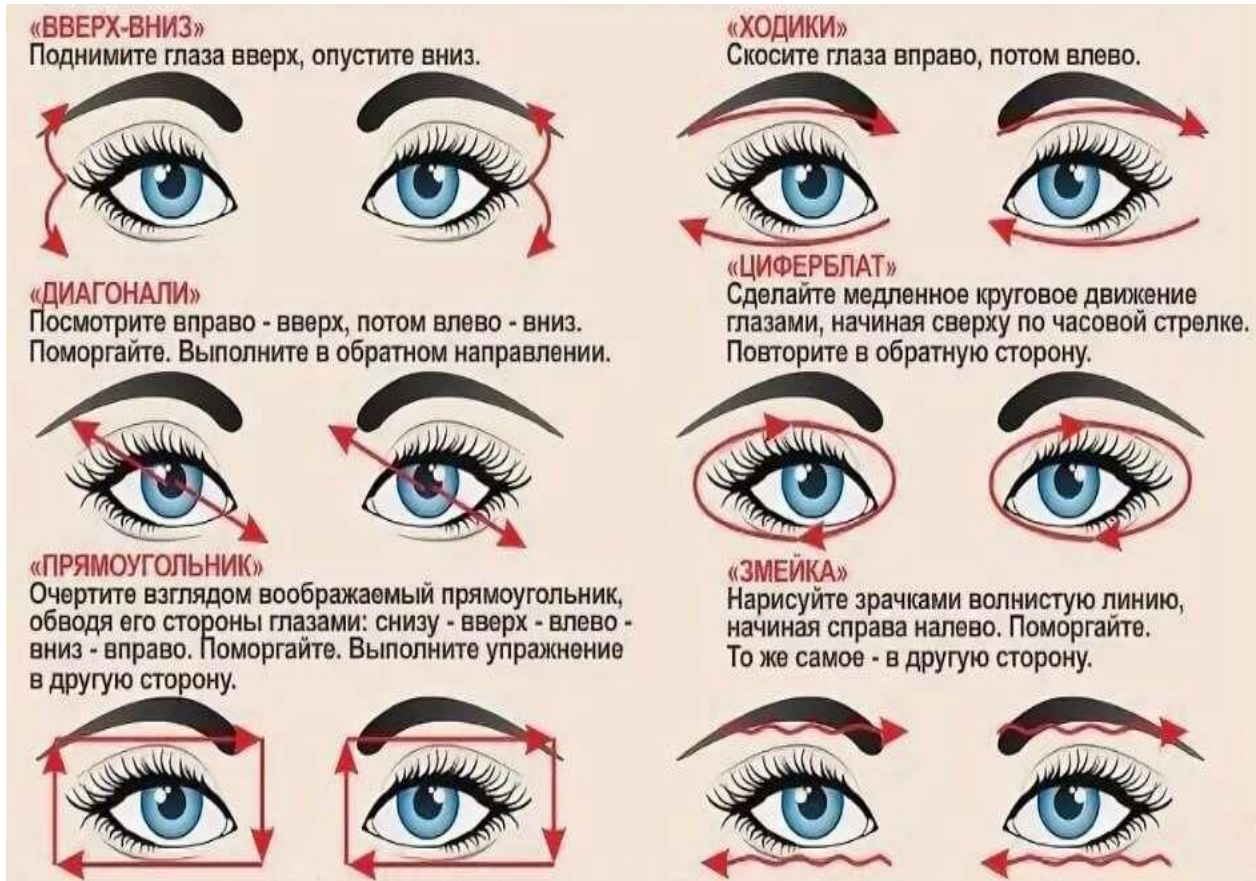 «ВВЕРХ-ВНИЗ»
Поднимите глаза вверх, опустите вниз.
«ХОДИКИ»
Скосите глаза вправо, потом влево.
«ДИАГОНАЛИ»
Посмотрите вправо - вверх, потом влево - вниз.
Поморгайте. Выполните в обратном направлении.
«ЦИФЕРБЛАТ»
Сделайте медленное круговое движение
глазами, начиная сверху по часовой стрелке.
Повторите в обратную сторону.
«ПРЯМОУГОЛЬНИК»
Очертите взглядом воображаемый прямоугольник,
обводя его стороны глазами: снизу - вверх - влево -
вниз - вправо. Поморгайте. Выполните упражнение
в другую сторону.
«ЗМЕЙКА»
Нарисуйте зрачками волнистую линию,
начиная справа налево. Поморгайте.
То же самое - в другую сторону.